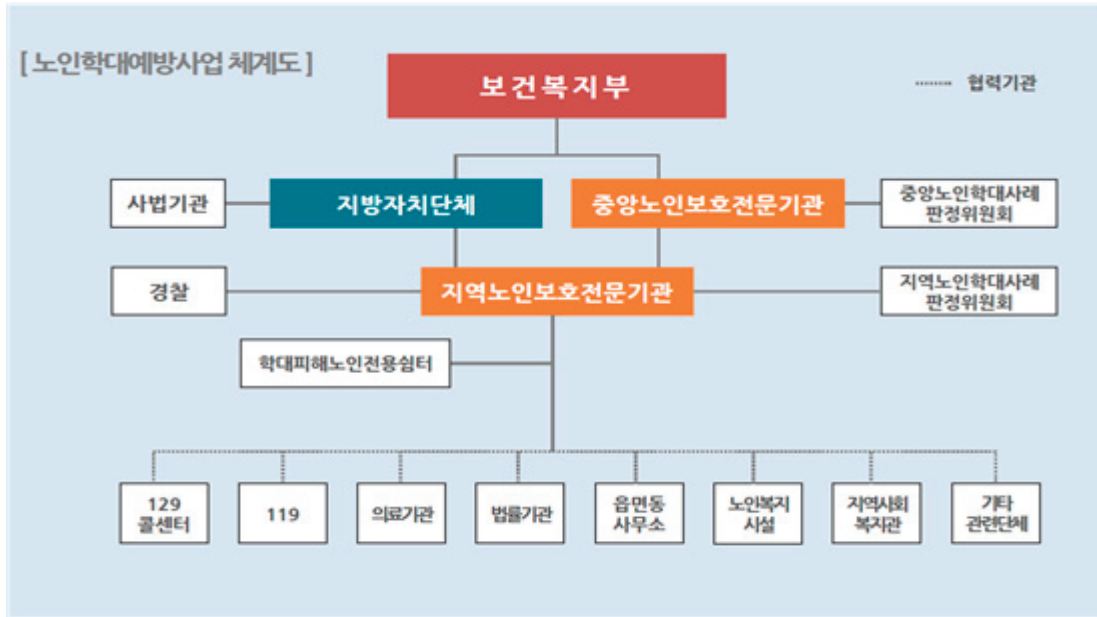 [ 노인학대예방사업 체계도 ]
보건복지부
협력기관
사법기관
지방자치단체
중앙노인보호전문기관
중앙노인학대사례
판정위원회
경찰
지역노인보호전문기관
지역노인학대사례
판정위원회
학대피해노인전용쉼터
129
콜센터
119
의료기관
법률기관
읍면동
사무소
노인복지
시설
지역사회
복지관
기타
관련단체